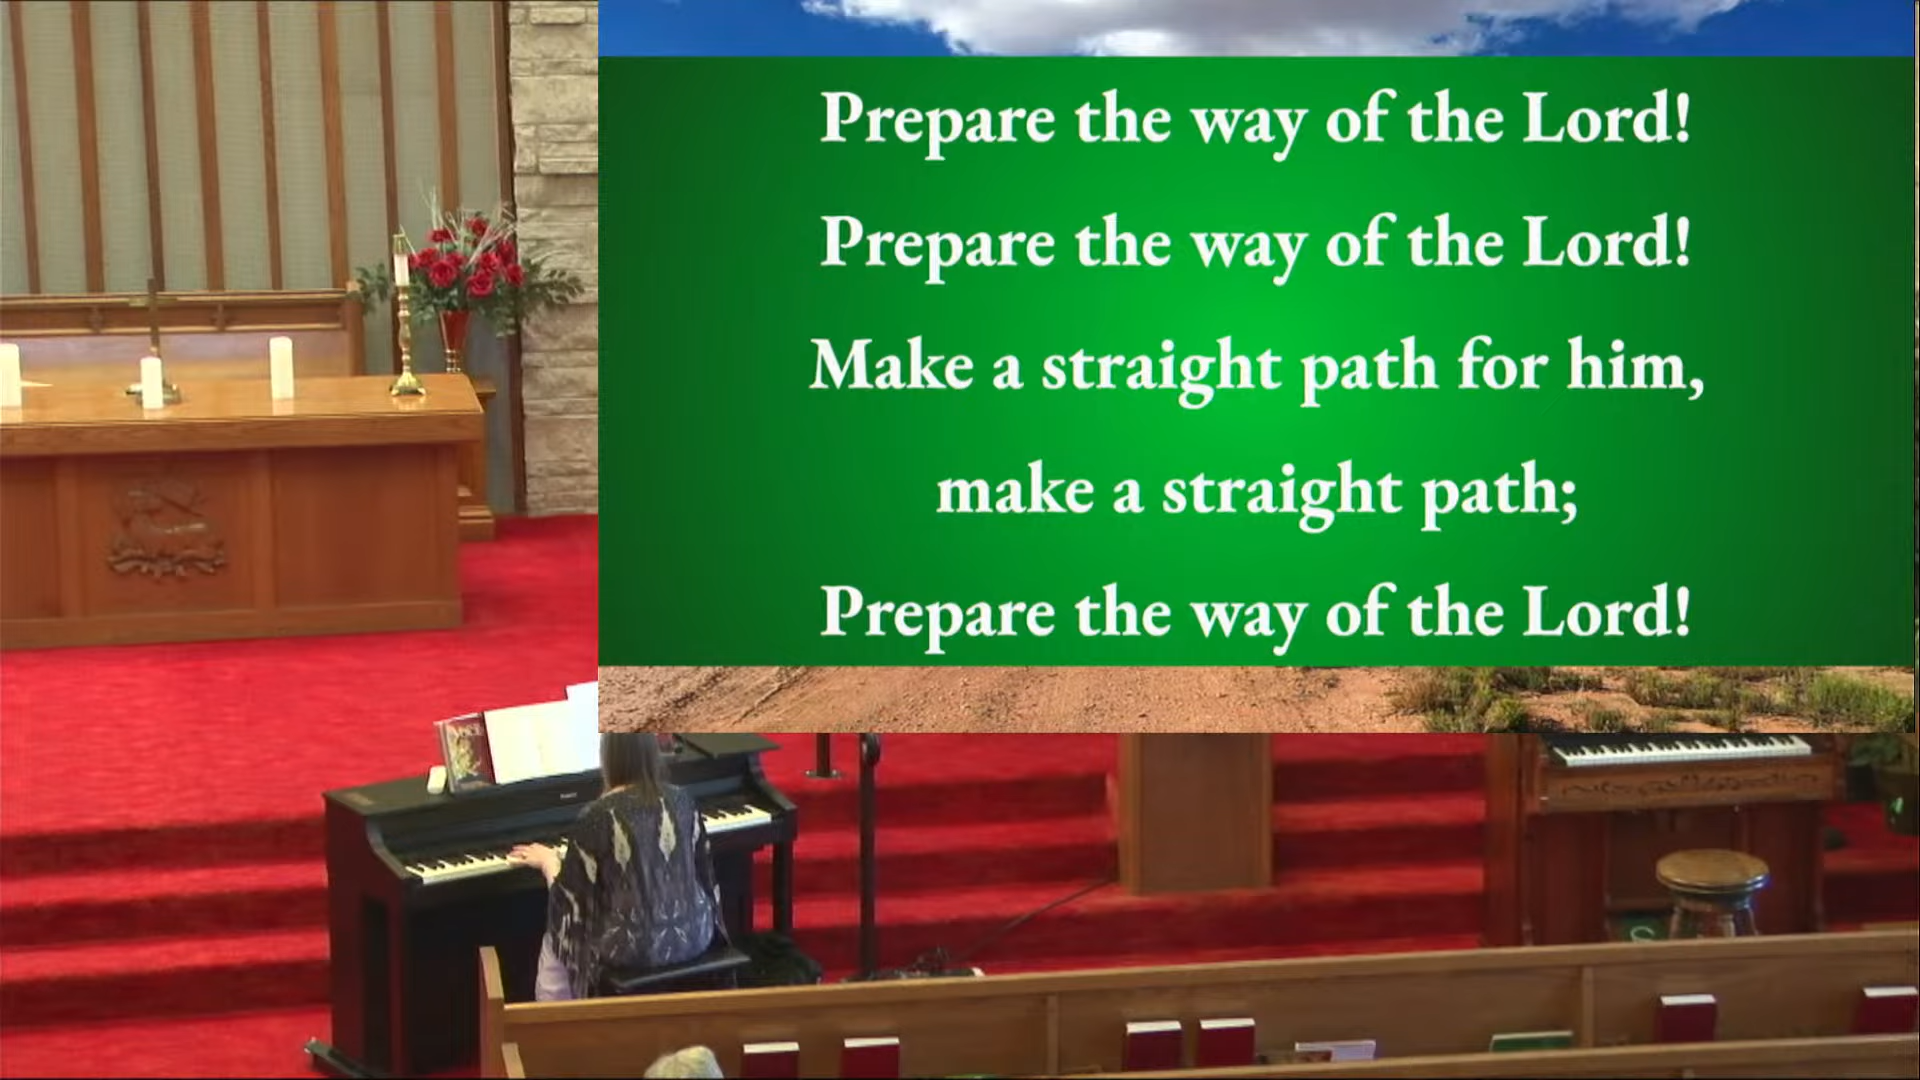 Prepare the way of the Lord!
Prepare the way of the Lord!
Make a straight path for him,
make a straight path;
Prepare the way of the Lord!